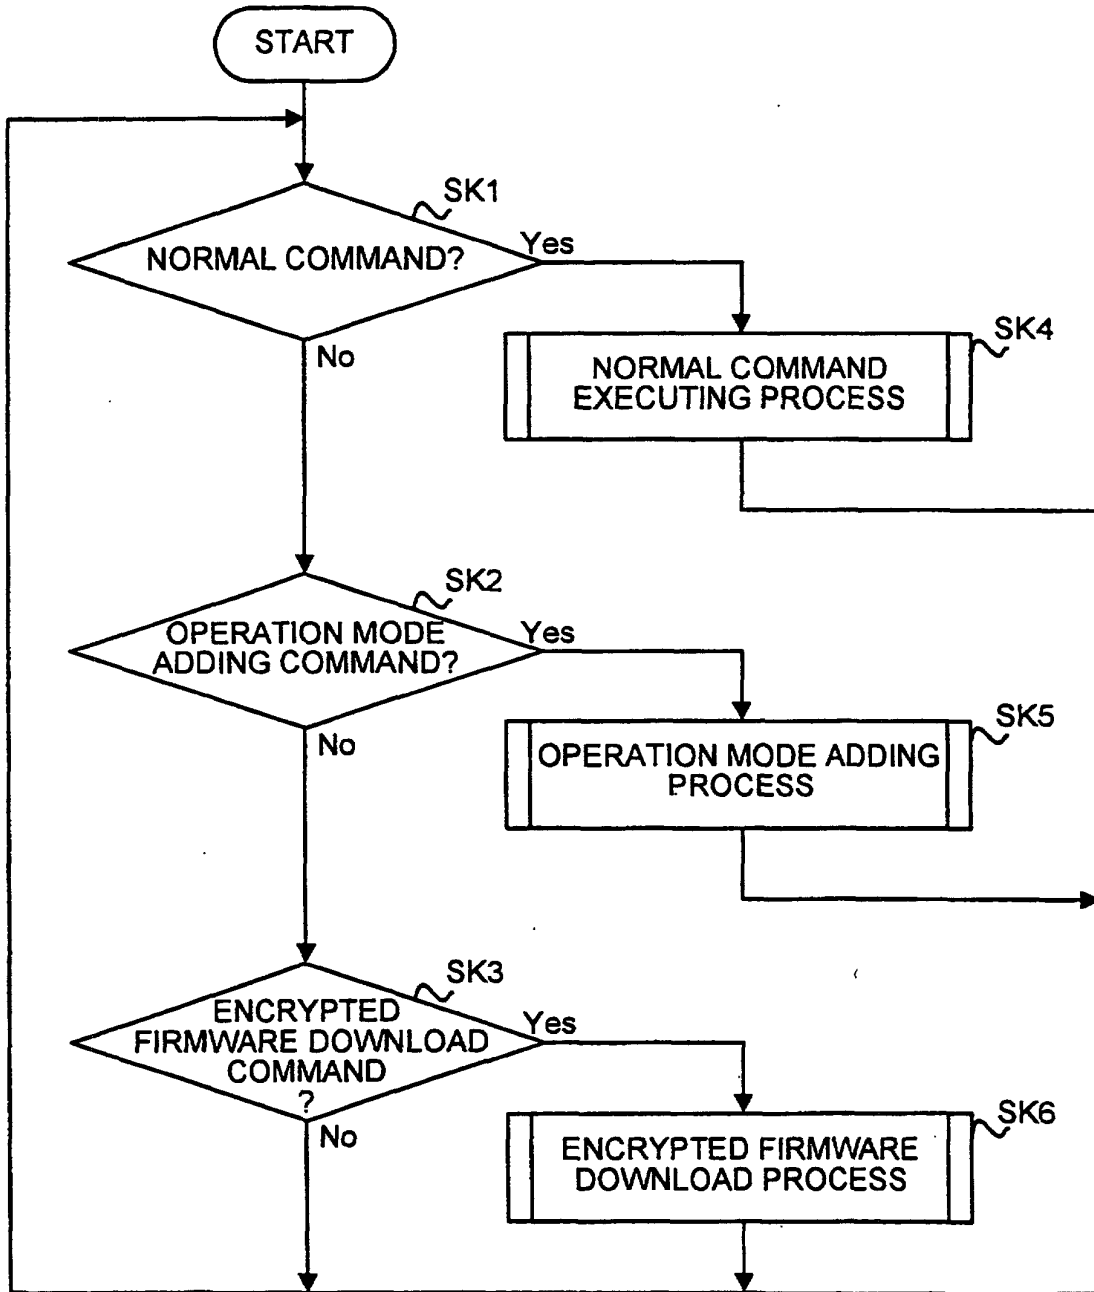 START
SK1
NORMAL COMMAND?
Yes
No
SK4
NORMAL COMMAND
EXECUTING PROCESS
SK2
OPERATION MODE
ADDING COMMAND?
Yes
No
SK5
OPERATION MODE ADDING
PROCESS
SK3
ENCRYPTED
FIRMWARE DOWNLOAD
COMMAND
?
Yes
No
SK6
ENCRYPTED FIRMWARE
DOWNLOAD PROCESS